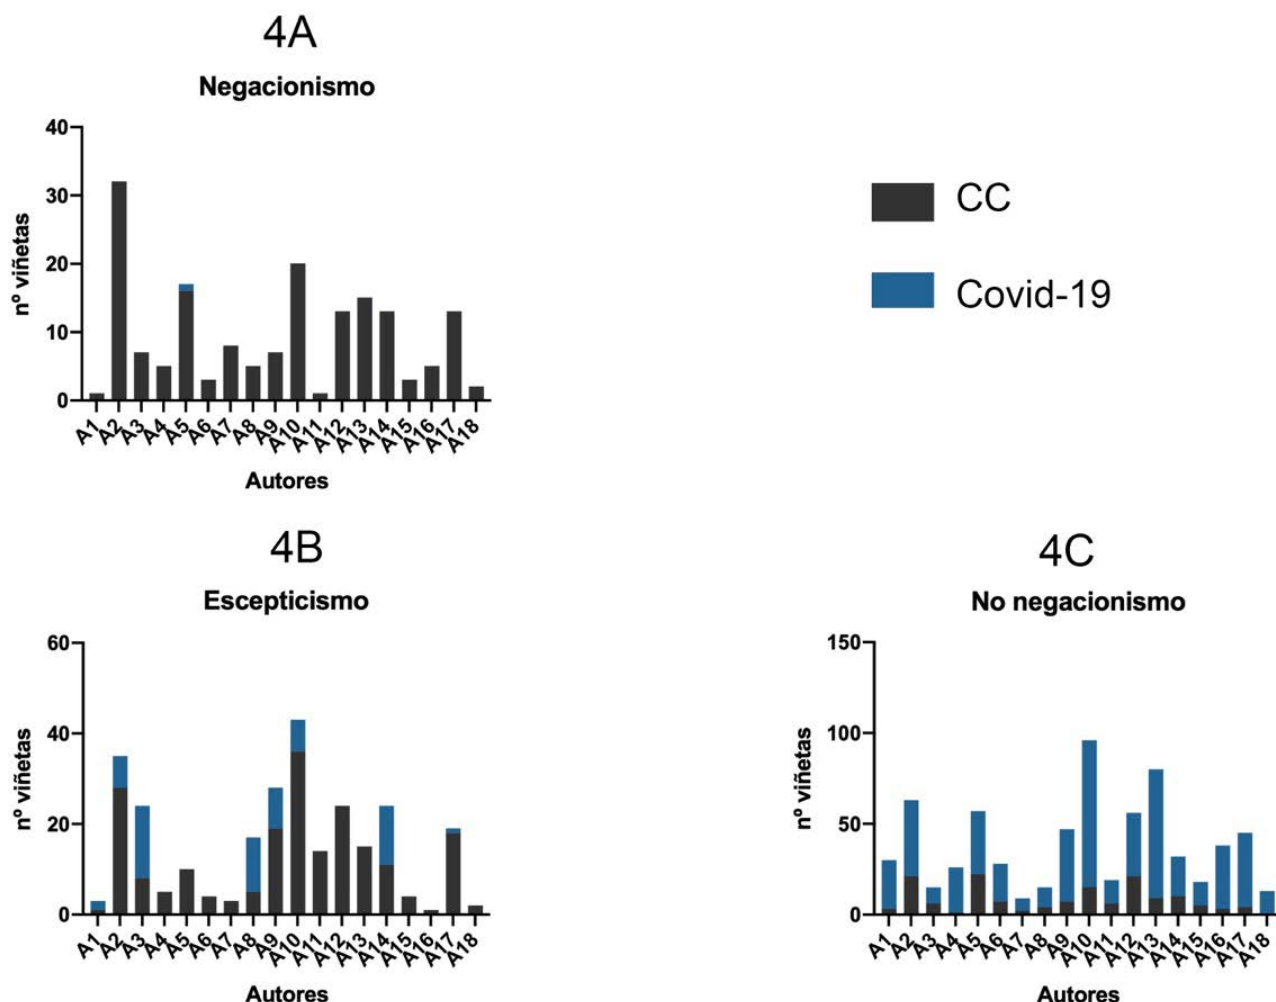 4A
Negacionismo
40
30
20
10
0
nº viñetas
A1 A2 A3 A4 A5 A6 A7 A8 A9 A10 A11 A12 A13 A14 A15 A16 A17 A18
Autores
CC
Covid-19
4B
Escepticismo
60
40
20
0
nº viñetas
A1 A2 A3 A4 A5 A6 A7 A8 A9 A10 A11 A12 A13 A14 A15 A16 A17 A18
Autores
4C
No negacionismo
150
100
50
0
nº viñetas
A1 A2 A3 A4 A5 A6 A7 A8 A9 A10 A11 A12 A13 A14 A15 A16 A17 A18
Autores